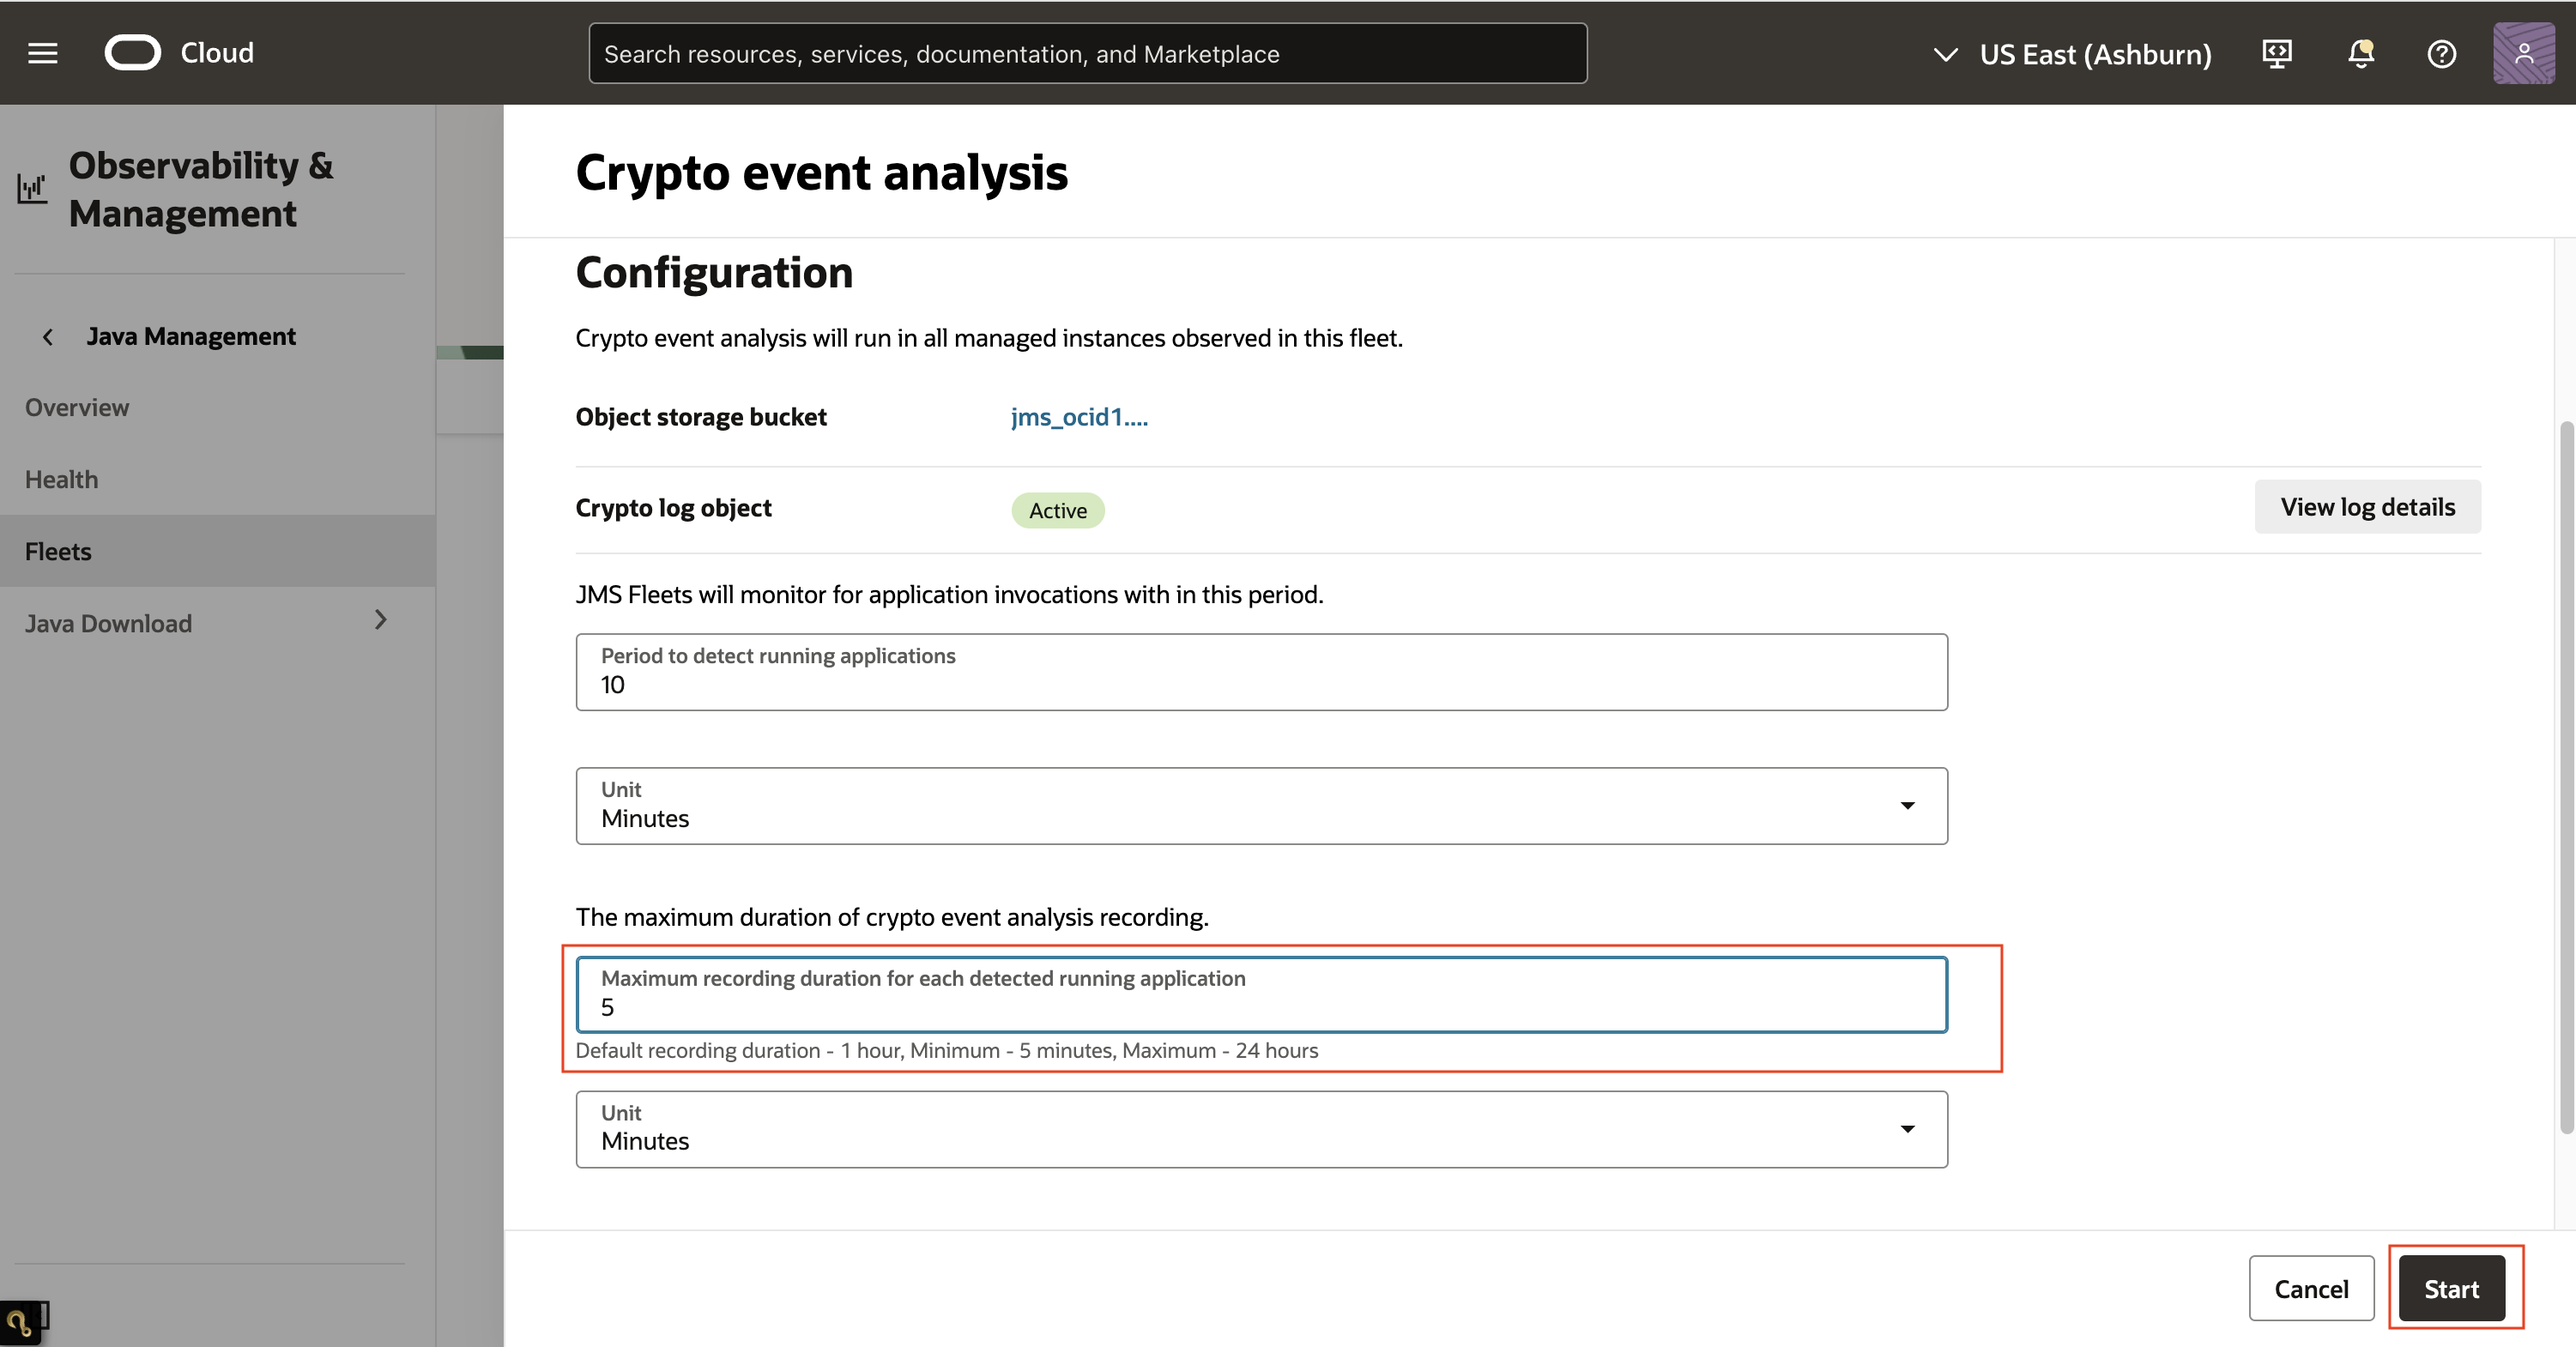 Cloud
Search resources, services, documentation, and Marketplace
US East (Ashburn)
Observability &
Management
Java Management
Overview
Health
Fleets
Java Download
Crypto event analysis
Configuration
Crypto event analysis will run in all managed instances observed in this fleet.
Object storage bucket jms_ocid1....
Crypto log object Active View log details
JMS Fleets will monitor for application invocations with in this period.
Period to detect running applications
10
Unit
Minutes
The maximum duration of crypto event analysis recording.
Maximum recording duration for each detected running application
5
Default recording duration - 1 hour, Minimum - 5 minutes, Maximum - 24 hours
Unit
Minutes
Cancel Start